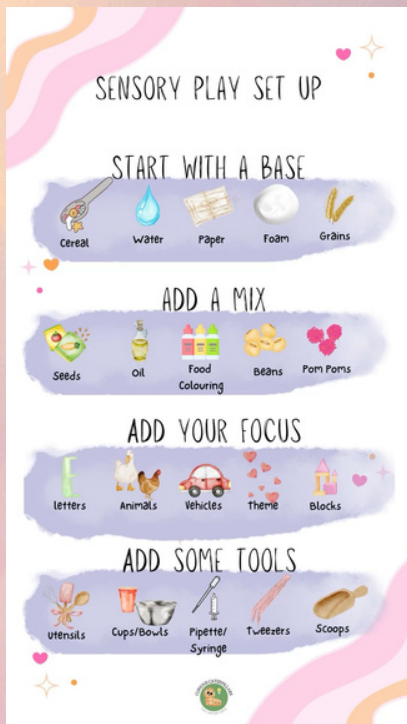 SENSORY PLAY SET UP
START WITH A BASE
Cereal Water Paper Foam Grains
ADD A MIX
Seeds Oil Food Colouring Beans Pom Poms
ADD YOUR FOCUS
letters Animals Vehicles Theme Blocks
ADD SOME TOOLS
Utensils Cups/Bowls Pipette/ Syringe Tweezers Scoops